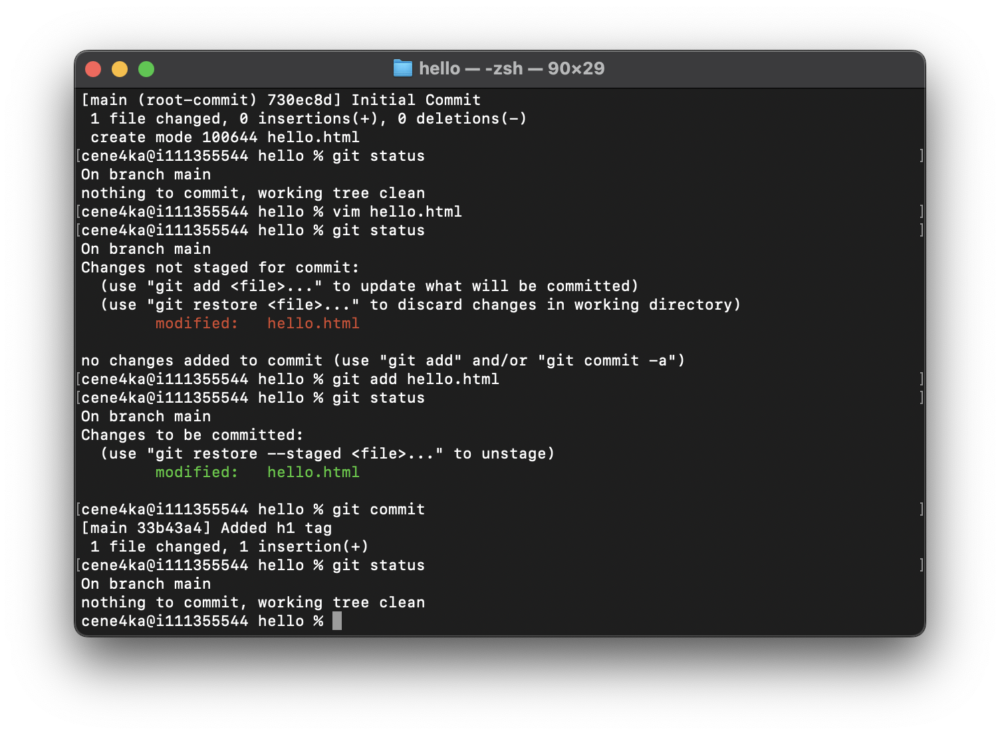 hello — -zsh — 90×29
[main (root-commit) 730ec8d] Initial Commit
 1 file changed, 0 insertions(+), 0 deletions(-)
 create mode 100644 hello.html
[cene4ka@i111355544 hello % git status ]
On branch main
nothing to commit, working tree clean
[cene4ka@i111355544 hello % vim hello.html ]
[cene4ka@i111355544 hello % git status ]
On branch main
Changes not staged for commit:
  (use "git add <file>..." to update what will be committed)
  (use "git restore <file>..." to discard changes in working directory)
        modified:   hello.html

no changes added to commit (use "git add" and/or "git commit -a")
[cene4ka@i111355544 hello % git add hello.html ]
[cene4ka@i111355544 hello % git status ]
On branch main
Changes to be committed:
  (use "git restore --staged <file>..." to unstage)
        modified:   hello.html

[cene4ka@i111355544 hello % git commit ]
[main 33b43a4] Added h1 tag
 1 file changed, 1 insertion(+)
[cene4ka@i111355544 hello % git status ]
On branch main
nothing to commit, working tree clean
cene4ka@i111355544 hello %